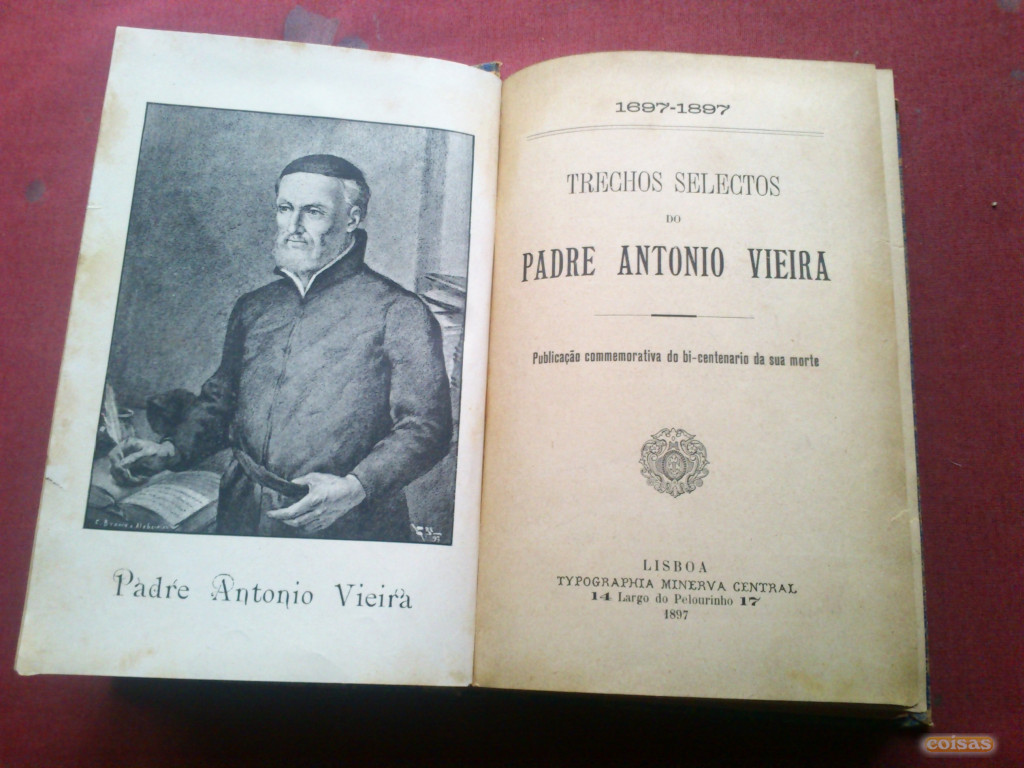 Padre Antonio Vieira
1697-1897
TRECHOS SELECTOS
DO
PADRE ANTONIO VIEIRA
Publicação commemorativa do bi-centenario da sua morte
LISBOA
TYPOGRAPHIA MINERVA CENTRAL
14 Largo do Pelourinho 17
1897
coisas